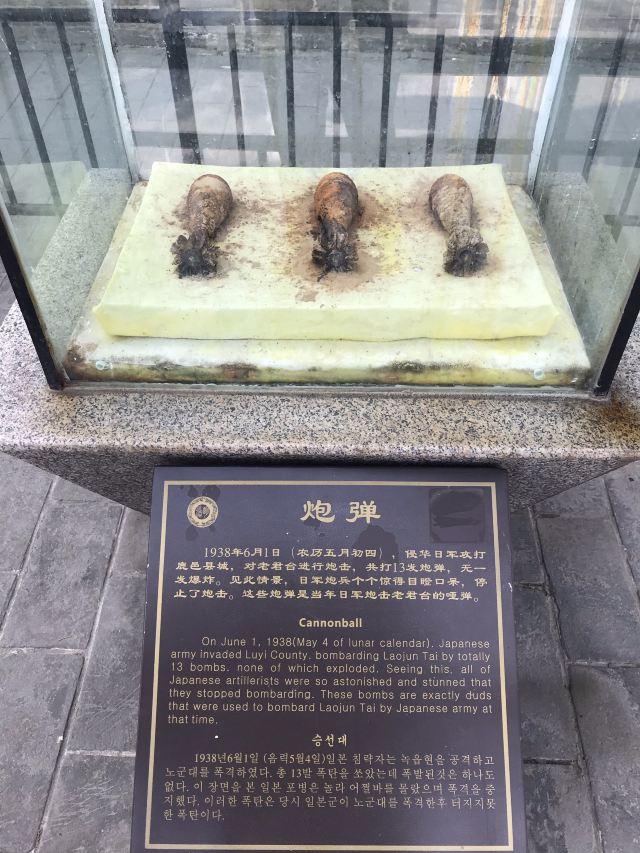 炮弹
1938年6月1日(农历五月初四),侵华日军攻打
鹿邑县城,对老君台进行炮击,共打13发炮弹,无一
发爆炸。见此情景,日军炮兵个个惊得目瞪口呆,停
止了炮击。这些炮弹是当年日军炮击老君台的哑弹。
Cannonball
On June 1, 1938(May 4 of lunar calendar), Japanese
army invaded Luyi County, bombarding Laojun Tai by totally
13 bombs, none of which exploded. Seeing this, all of
Japanese artillerists were so astonished and stunned that
they stopped bombarding. These bombs are exactly duds
that were used to bombard Laojun Tai by Japanese army at
that time.
승선대
1938년6월1일 (음력5월4일)일본 침략자는 녹읍현을 공격하고
노군대를 폭격하였다. 총 13발 폭탄을 쏘았는데 폭발된것은 하나도
없다. 이 장면을 본 일본 포병은 놀라 어쩔바를 몰랐으며 폭격을 중
지했다. 이러한 폭탄은 당시 일본군이 노군대를 폭격한후 터지지못
한 폭탄이다.